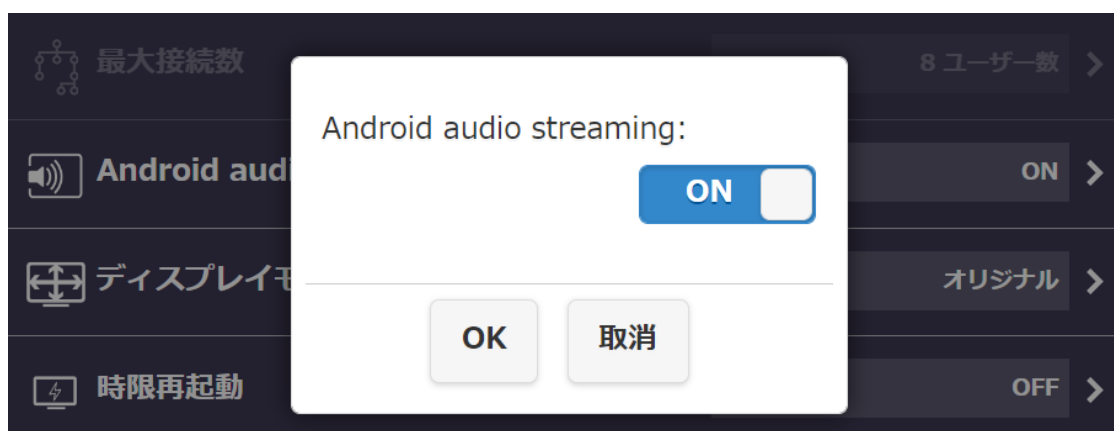 最大接続数
8 ユーザー数
Android audio streaming:
ON
Android audi
ON
ディスプレイモ
オリジナル
OK
取消
時限再起動
OFF